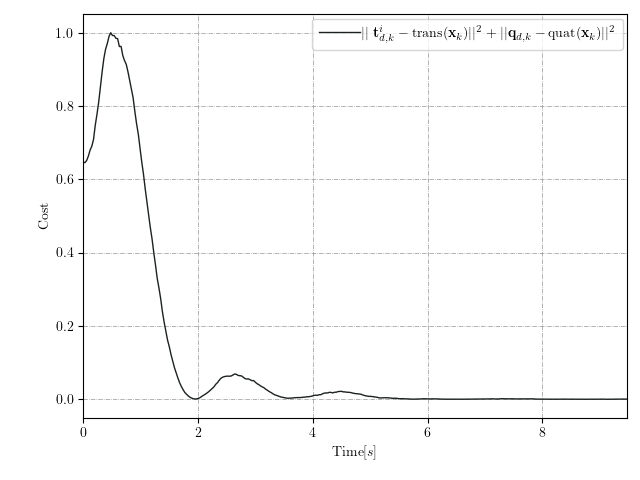 || t^i_{d,k} − trans(x_k)||^2 + ||q_{d,k} − quat(x_k)||^2
1.0
0.8
0.6
0.4
0.2
0.0
Cost
0 2 4 6 8
Time[s]